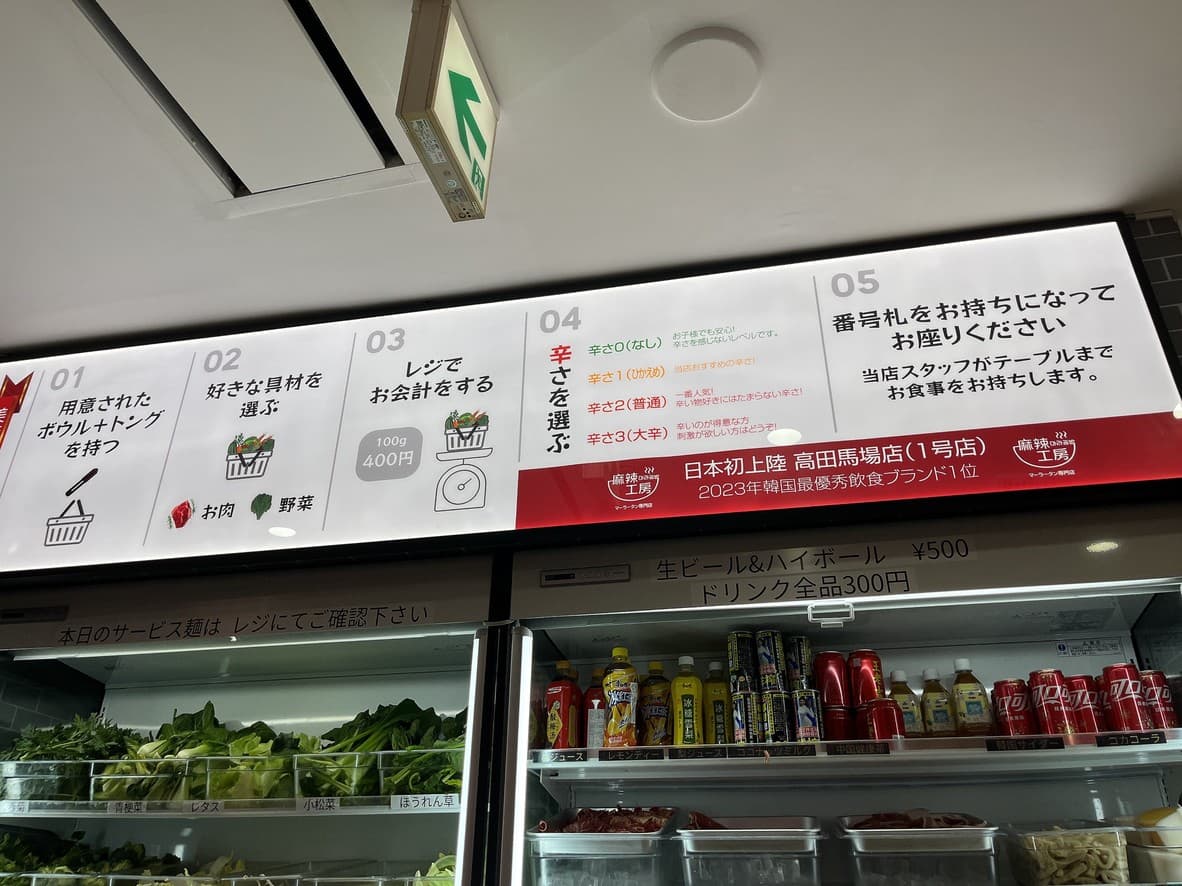 01
用意された
ボウル+トング
を持つ
02
好きな具材を
選ぶ
お肉
野菜
03
レジで
お会計をする
100g
400円
04
辛さを選ぶ
辛さ0(なし)
お子様でも安心!
辛さを感じないレベルです。
辛さ1(ひかえめ)
当店おすすめの辛さ!
辛さ2(普通)
一番人気!
辛い物好きにはたまらない辛さ!
辛さ3(大辛)
辛いのが得意な方
刺激が欲しい方はどうぞ!
05
番号札をお持ちになって
お座りください
当店スタッフがテーブルまで
お食事をお持ちします。
麻辣
工房
マーラータン専門店
日本初上陸 高田馬場店(1号店)
2023年韓国最優秀飲食ブランド1位
麻辣
工房
マーラータン専門店
本日のサービス麺は レジにてご確認下さい
生ビール&ハイボール ¥500
ドリンク全品300円
青梗菜
レタス
小松菜
ほうれん草
ジュース
レモンティー
中国健康茶
韓国サイダー
コカコーラ